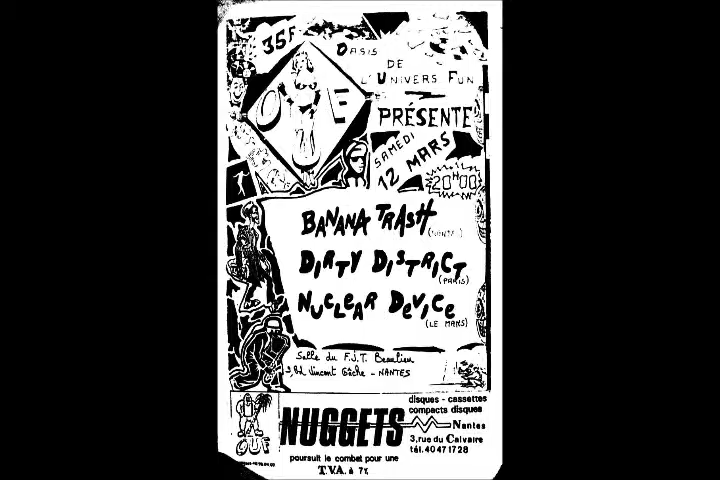 35F
OASIS
DE
L'UNIVERS FUN
O E
PRÉSENTE
SAMEDI
12 MARS
20H00
BANANA TRASH
(NANTES)
DIRTY DISTRICT
(PARIS)
NUCLEAR DEVICE
(LE MANS)
Salle du F.J.T. Beaulieu
9, Bd Vincent Gâche - NANTES
OUF
NUGGETS
disques - cassettes
compacts disques
Nantes
3, rue du Calvaire
tél. 40 47 17 28
poursuit le combat pour une
T.V.A. à 7%